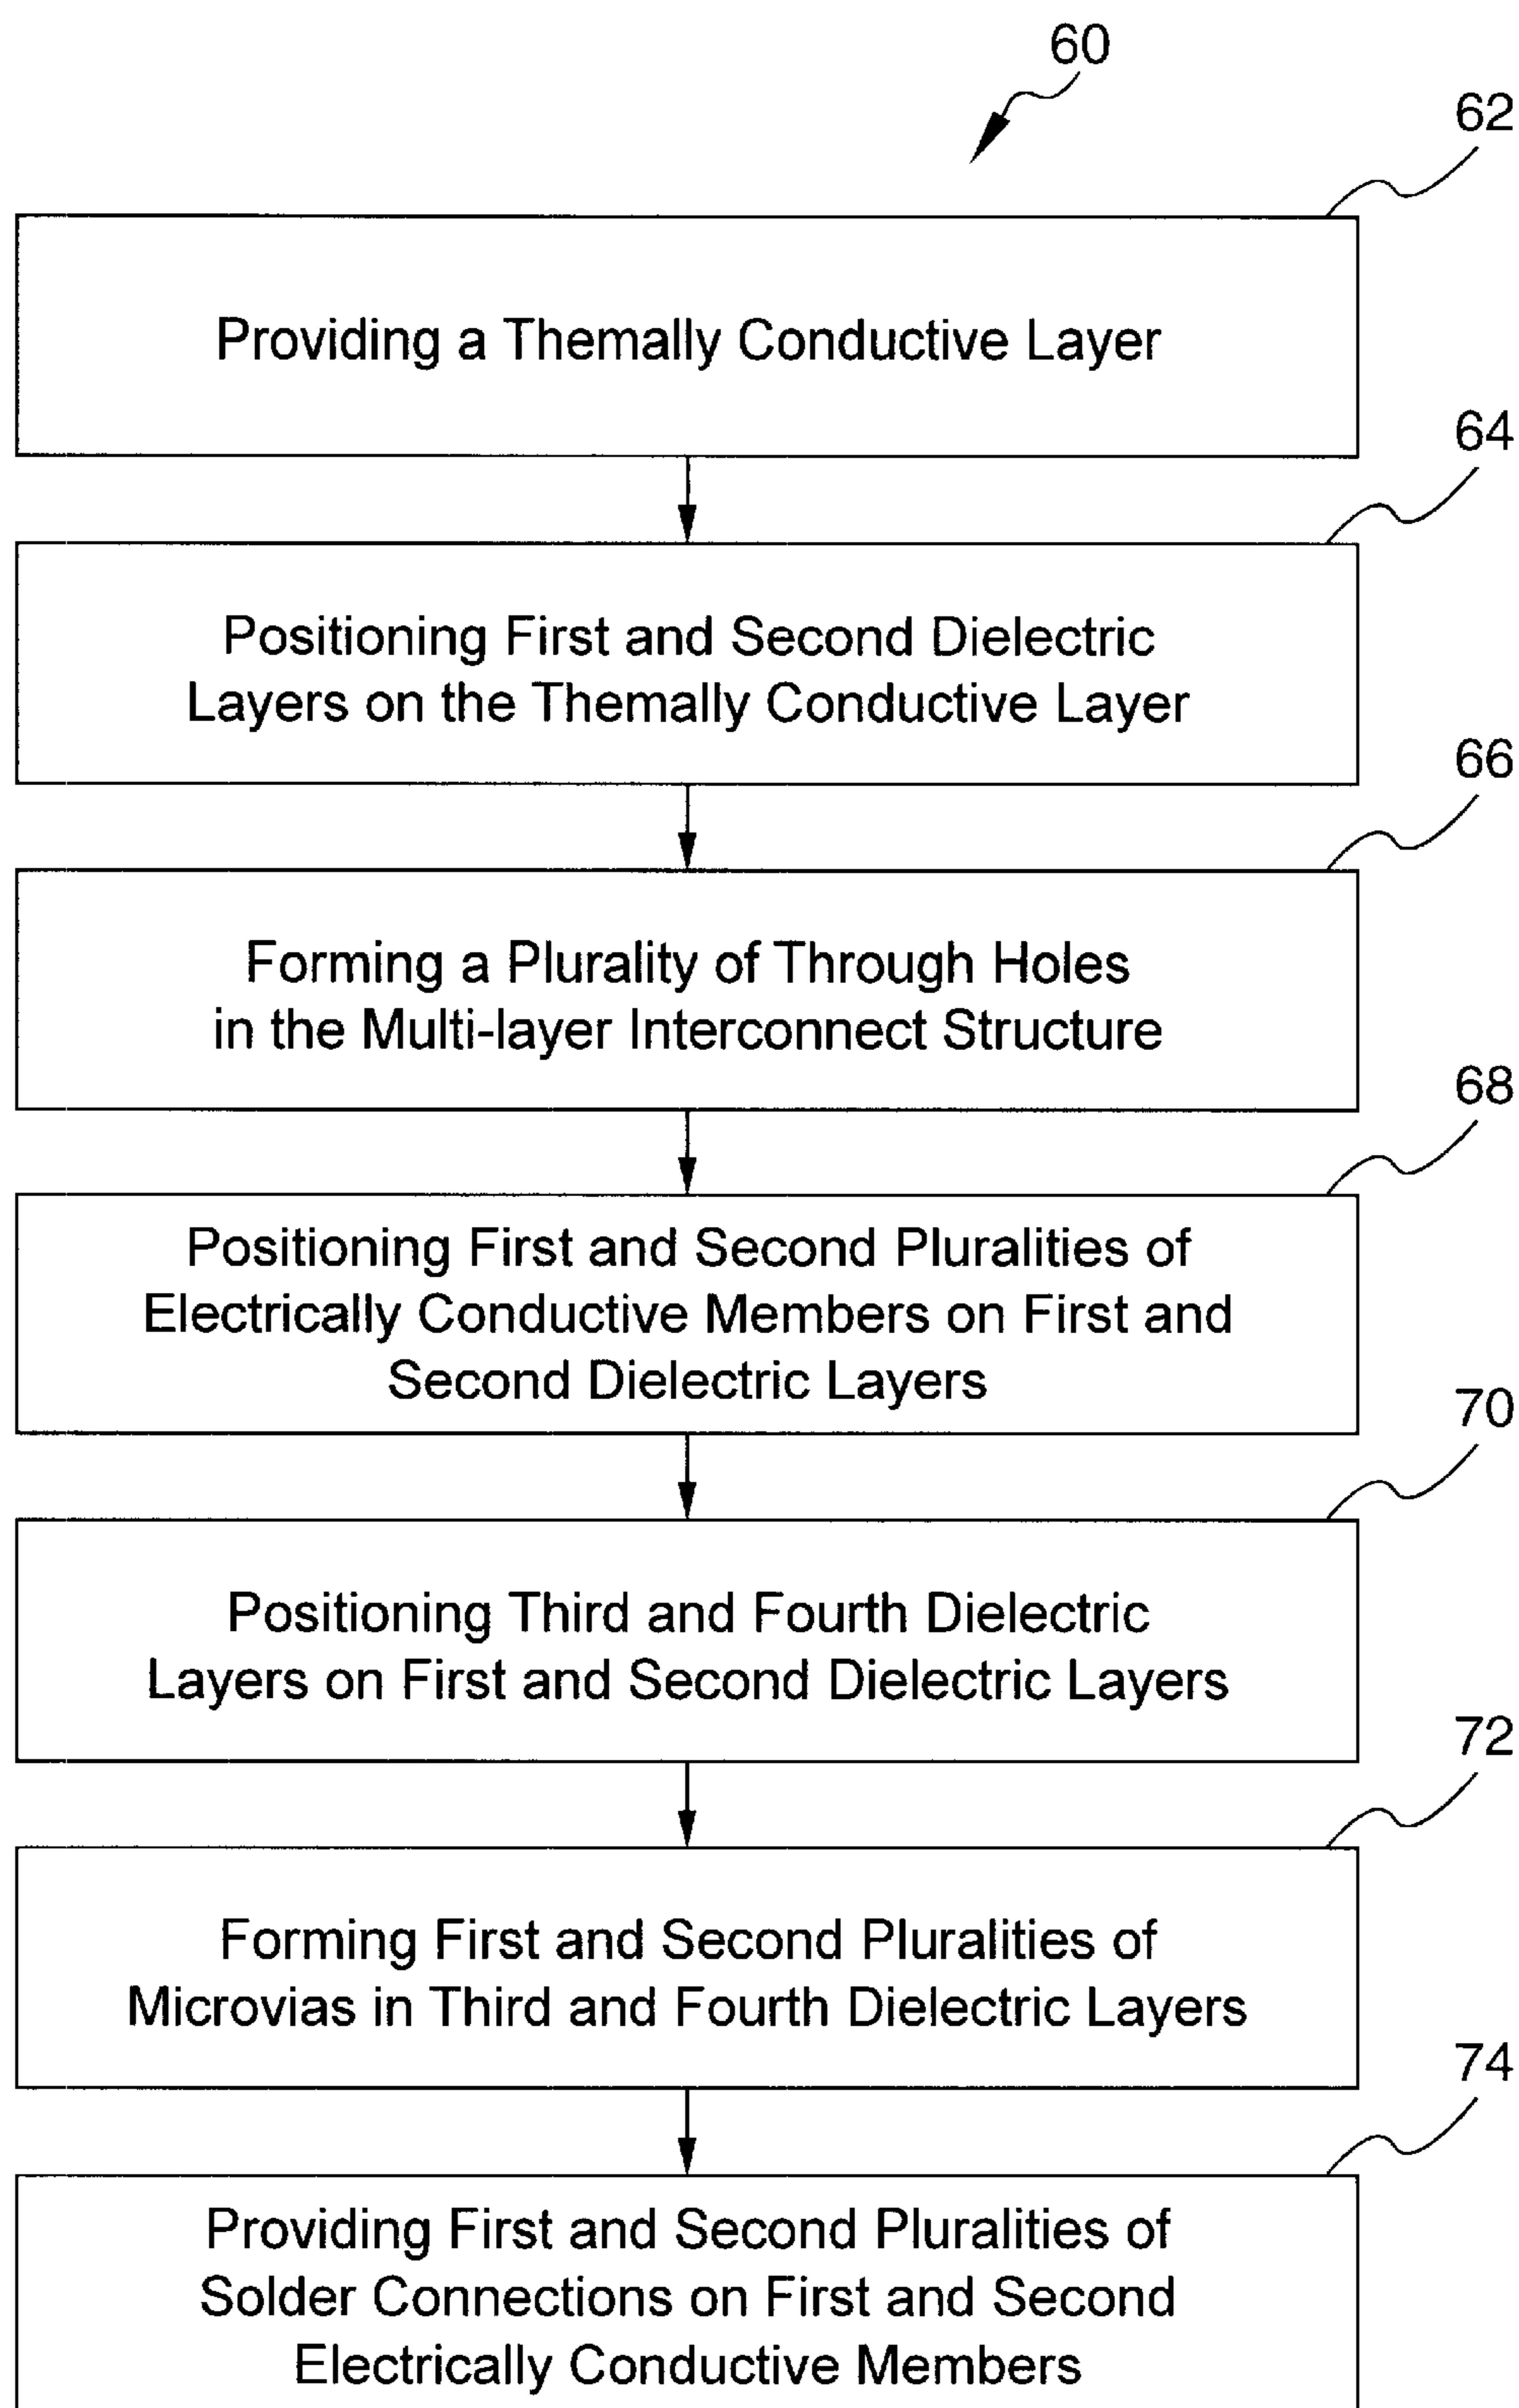 60
62
Providing a Themally Conductive Layer
64
Positioning First and Second Dielectric
Layers on the Themally Conductive Layer
66
Forming a Plurality of Through Holes
in the Multi-layer Interconnect Structure
68
Positioning First and Second Pluralities of
Electrically Conductive Members on First and
Second Dielectric Layers
70
Positioning Third and Fourth Dielectric
Layers on First and Second Dielectric Layers
72
Forming First and Second Pluralities of
Microvias in Third and Fourth Dielectric Layers
74
Providing First and Second Pluralities of
Solder Connections on First and Second
Electrically Conductive Members